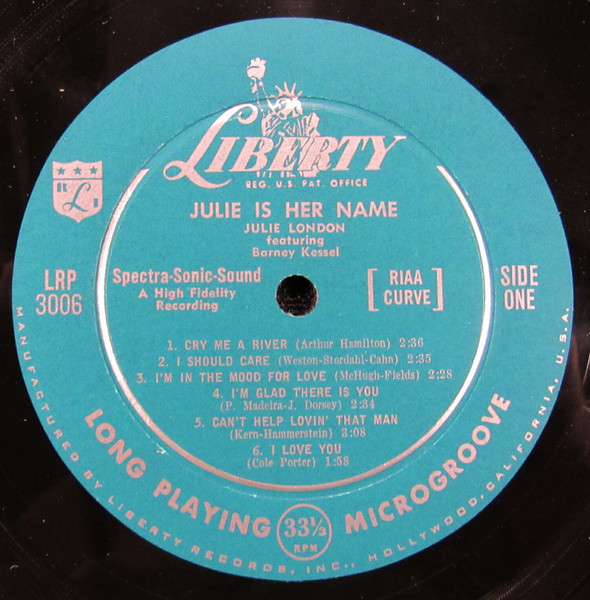 LIBERTY
REG. U.S. PAT. OFFICE
R L I
JULIE IS HER NAME
JULIE LONDON
featuring
Barney Kessel
LRP
3006
Spectra-Sonic-Sound
A High Fidelity
Recording
[ RIAA
CURVE ]
SIDE
ONE
1. CRY ME A RIVER (Arthur Hamilton) 2:36
2. I SHOULD CARE (Weston-Stordahl-Cahn) 2:35
3. I'M IN THE MOOD FOR LOVE (McHugh-Fields) 2:28
4. I'M GLAD THERE IS YOU
(P. Madeira-J. Dorsey) 2:34
5. CAN'T HELP LOVIN' THAT MAN
(Kern-Hammerstein) 3:08
6. I LOVE YOU
(Cole Porter) 1:58
LONG PLAYING MICROGROOVE
33⅓
RPM
MANUFACTURED BY LIBERTY RECORDS, INC., HOLLYWOOD, CALIFORNIA, U.S.A.